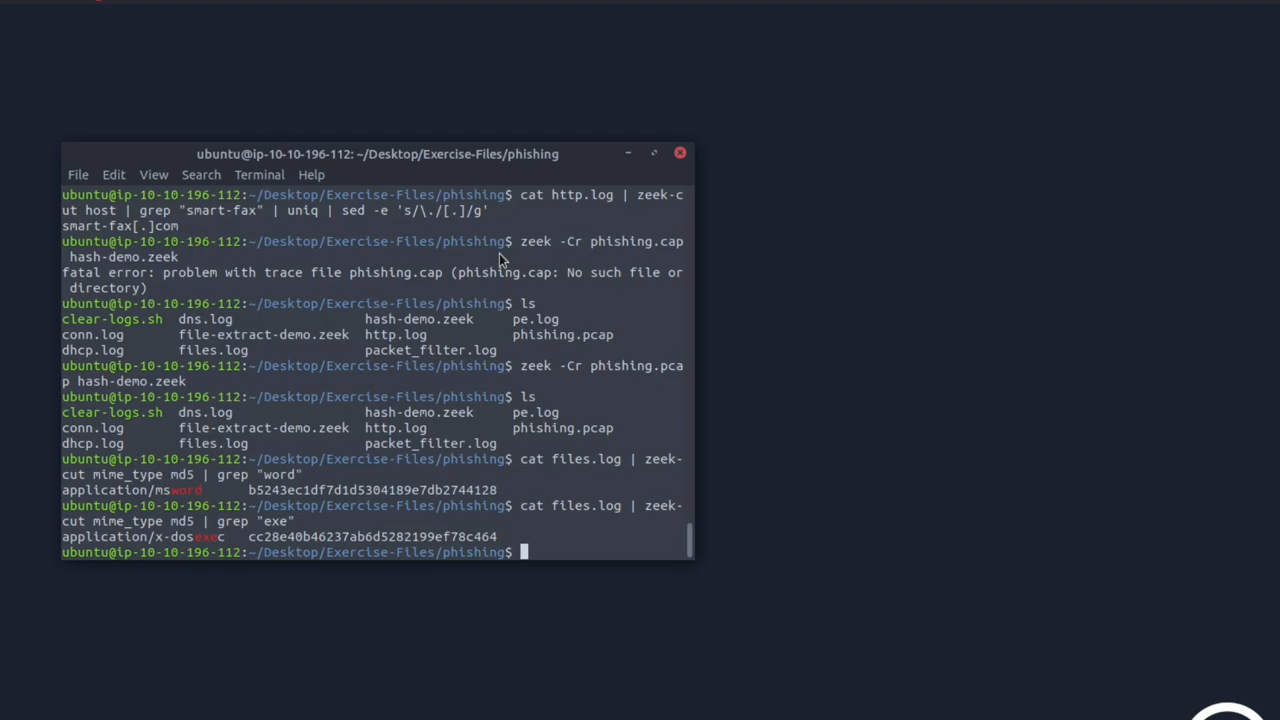 ubuntu@ip-10-10-196-112: ~/Desktop/Exercise-Files/phishing
File Edit View Search Terminal Help
ubuntu@ip-10-10-196-112:~/Desktop/Exercise-Files/phishing$ cat http.log | zeek-c
ut host | grep "smart-fax" | uniq | sed -e 's/\./[.]/g'
smart-fax[.]com
ubuntu@ip-10-10-196-112:~/Desktop/Exercise-Files/phishing$ zeek -Cr phishing.cap
hash-demo.zeek
fatal error: problem with trace file phishing.cap (phishing.cap: No such file or
directory)
ubuntu@ip-10-10-196-112:~/Desktop/Exercise-Files/phishing$ ls
clear-logs.sh dns.log hash-demo.zeek pe.log
conn.log file-extract-demo.zeek http.log phishing.pcap
dhcp.log files.log packet_filter.log
ubuntu@ip-10-10-196-112:~/Desktop/Exercise-Files/phishing$ zeek -Cr phishing.pca
p hash-demo.zeek
ubuntu@ip-10-10-196-112:~/Desktop/Exercise-Files/phishing$ ls
clear-logs.sh dns.log hash-demo.zeek pe.log
conn.log file-extract-demo.zeek http.log phishing.pcap
dhcp.log files.log packet_filter.log
ubuntu@ip-10-10-196-112:~/Desktop/Exercise-Files/phishing$ cat files.log | zeek-
cut mime_type md5 | grep "word"
application/msword b5243ec1df7d1d5304189e7db2744128
ubuntu@ip-10-10-196-112:~/Desktop/Exercise-Files/phishing$ cat files.log | zeek-
cut mime_type md5 | grep "exe"
application/x-dosexec cc28e40b46237ab6d5282199ef78c464
ubuntu@ip-10-10-196-112:~/Desktop/Exercise-Files/phishing$